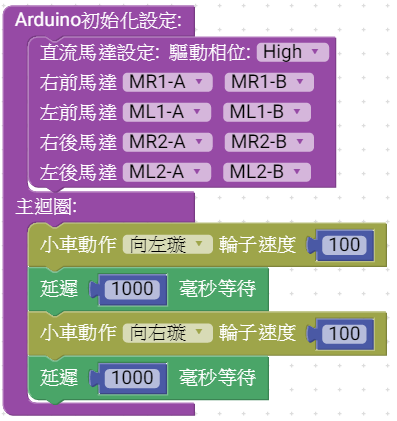 Arduino初始化設定:
直流馬達設定: 驅動相位: High
右前馬達 MR1-A MR1-B
左前馬達 ML1-A ML1-B
右後馬達 MR2-A MR2-B
左後馬達 ML2-A ML2-B
主迴圈:
小車動作 向左璇 輪子速度 100
延遲 1000 毫秒等待
小車動作 向右璇 輪子速度 100
延遲 1000 毫秒等待